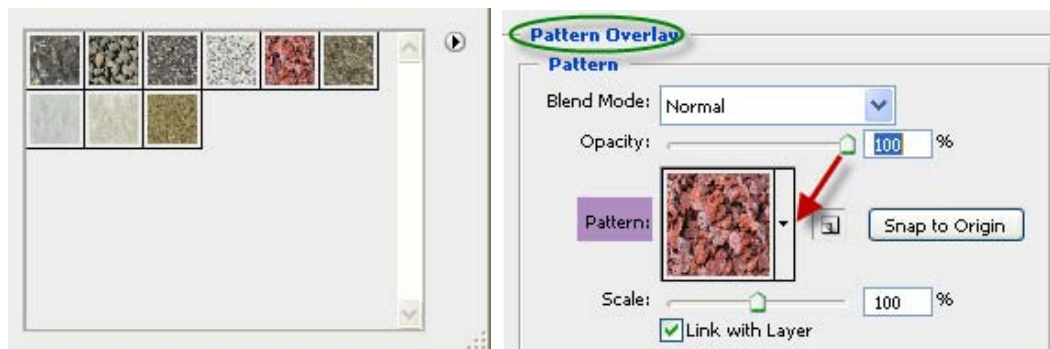 Pattern Overlay
Pattern
Blend Mode: Normal
Opacity: 100 %
Pattern: Snap to Origin
Scale: 100 %
Link with Layer